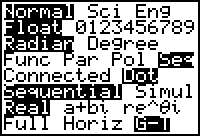 Normal Sci Eng
Float 0123456789
Radian Degree
Func Par Pol Seq
Connected Dot
Sequential Simul
Real a+bi re^θi
Full Horiz G-T